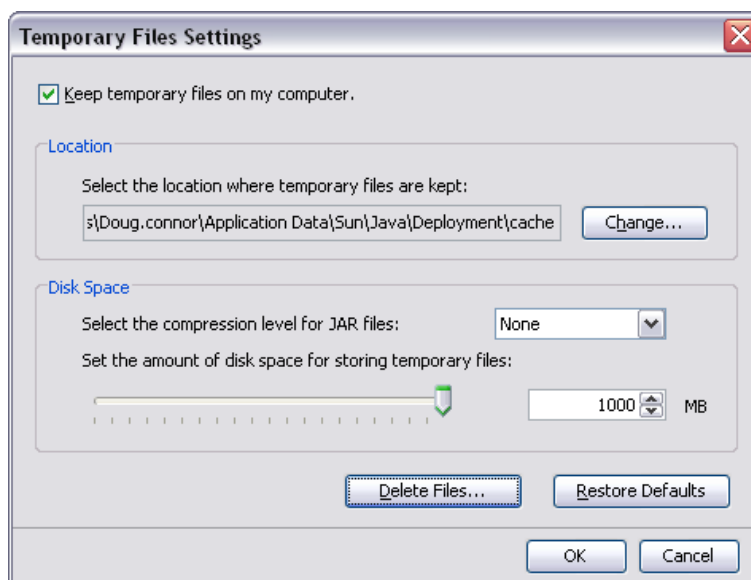 Temporary Files Settings
Keep temporary files on my computer.
Location
Select the location where temporary files are kept:
s\Doug.connor\Application Data\Sun\Java\Deployment\cache
Change...
Disk Space
Select the compression level for JAR files:
None
Set the amount of disk space for storing temporary files:
1000
MB
Delete Files...
Restore Defaults
OK
Cancel